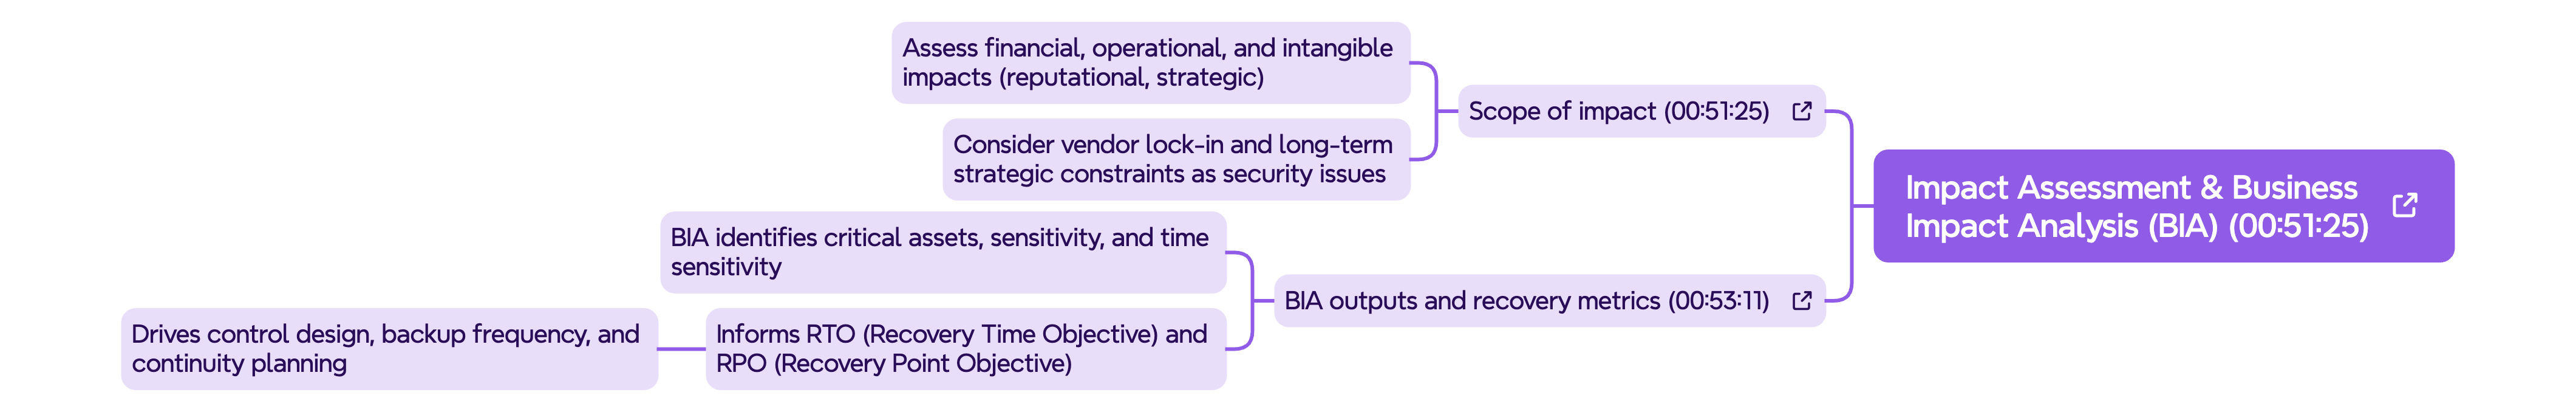 Assess financial, operational, and intangible
impacts (reputational, strategic)
Scope of impact (00:51:25)
Consider vendor lock-in and long-term
strategic constraints as security issues
Impact Assessment & Business
Impact Analysis (BIA) (00:51:25)
BIA identifies critical assets, sensitivity, and time
sensitivity
BIA outputs and recovery metrics (00:53:11)
Drives control design, backup frequency, and
continuity planning
Informs RTO (Recovery Time Objective) and
RPO (Recovery Point Objective)